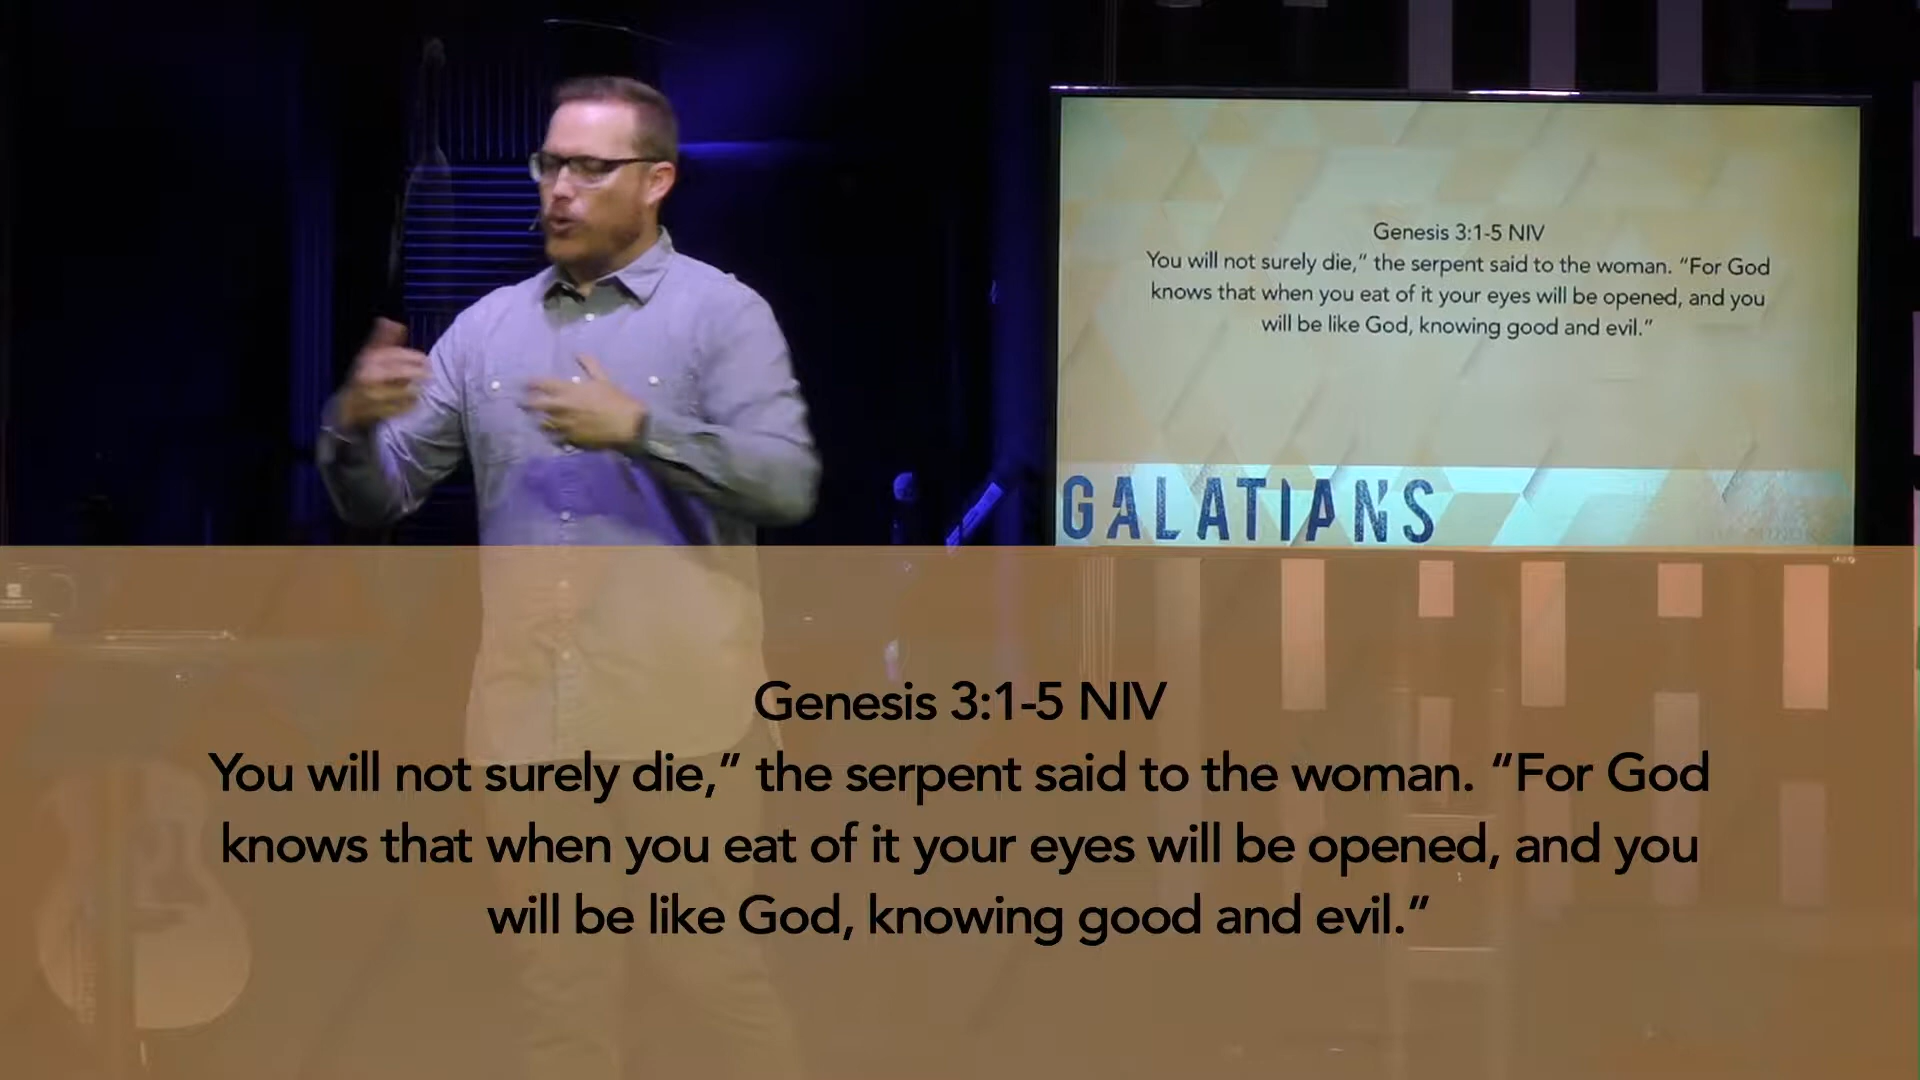 Genesis 3:1-5 NIV
You will not surely die,” the serpent said to the woman. “For God
knows that when you eat of it your eyes will be opened, and you
will be like God, knowing good and evil.”
GALATIANS
Genesis 3:1-5 NIV
You will not surely die,” the serpent said to the woman. “For God
knows that when you eat of it your eyes will be opened, and you
will be like God, knowing good and evil.”